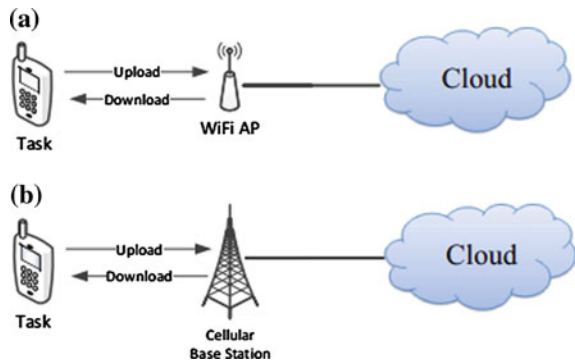 (a)
Upload
Download
Cloud
WiFi AP
Task
(b)
Upload
Download
Cloud
Task
Cellular
Base Station